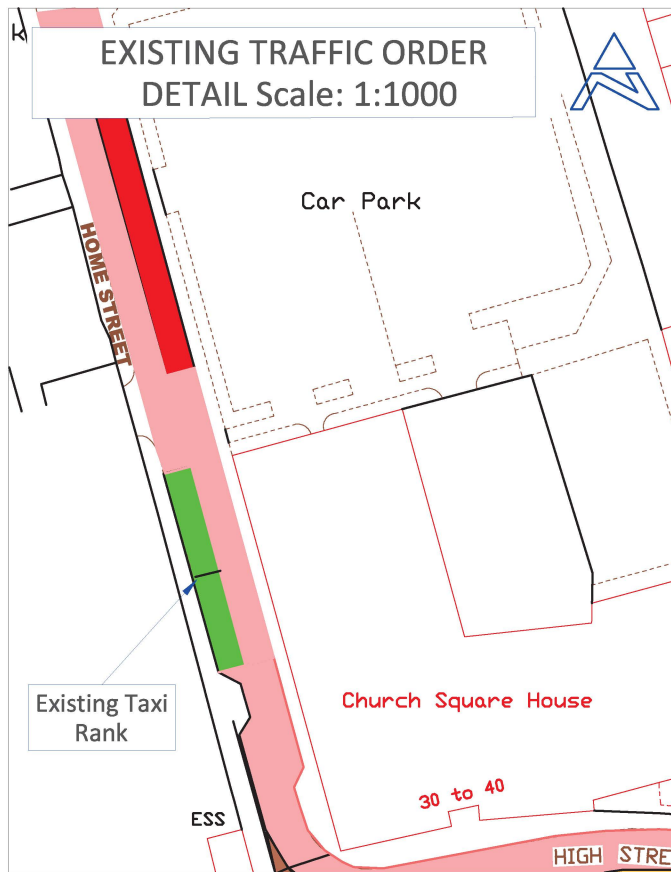 k
EXISTING TRAFFIC ORDER
DETAIL Scale: 1:1000
Car Park
HOME STREET
Existing Taxi
Rank
Church Square House
30 to 40
ESS
HIGH STRE